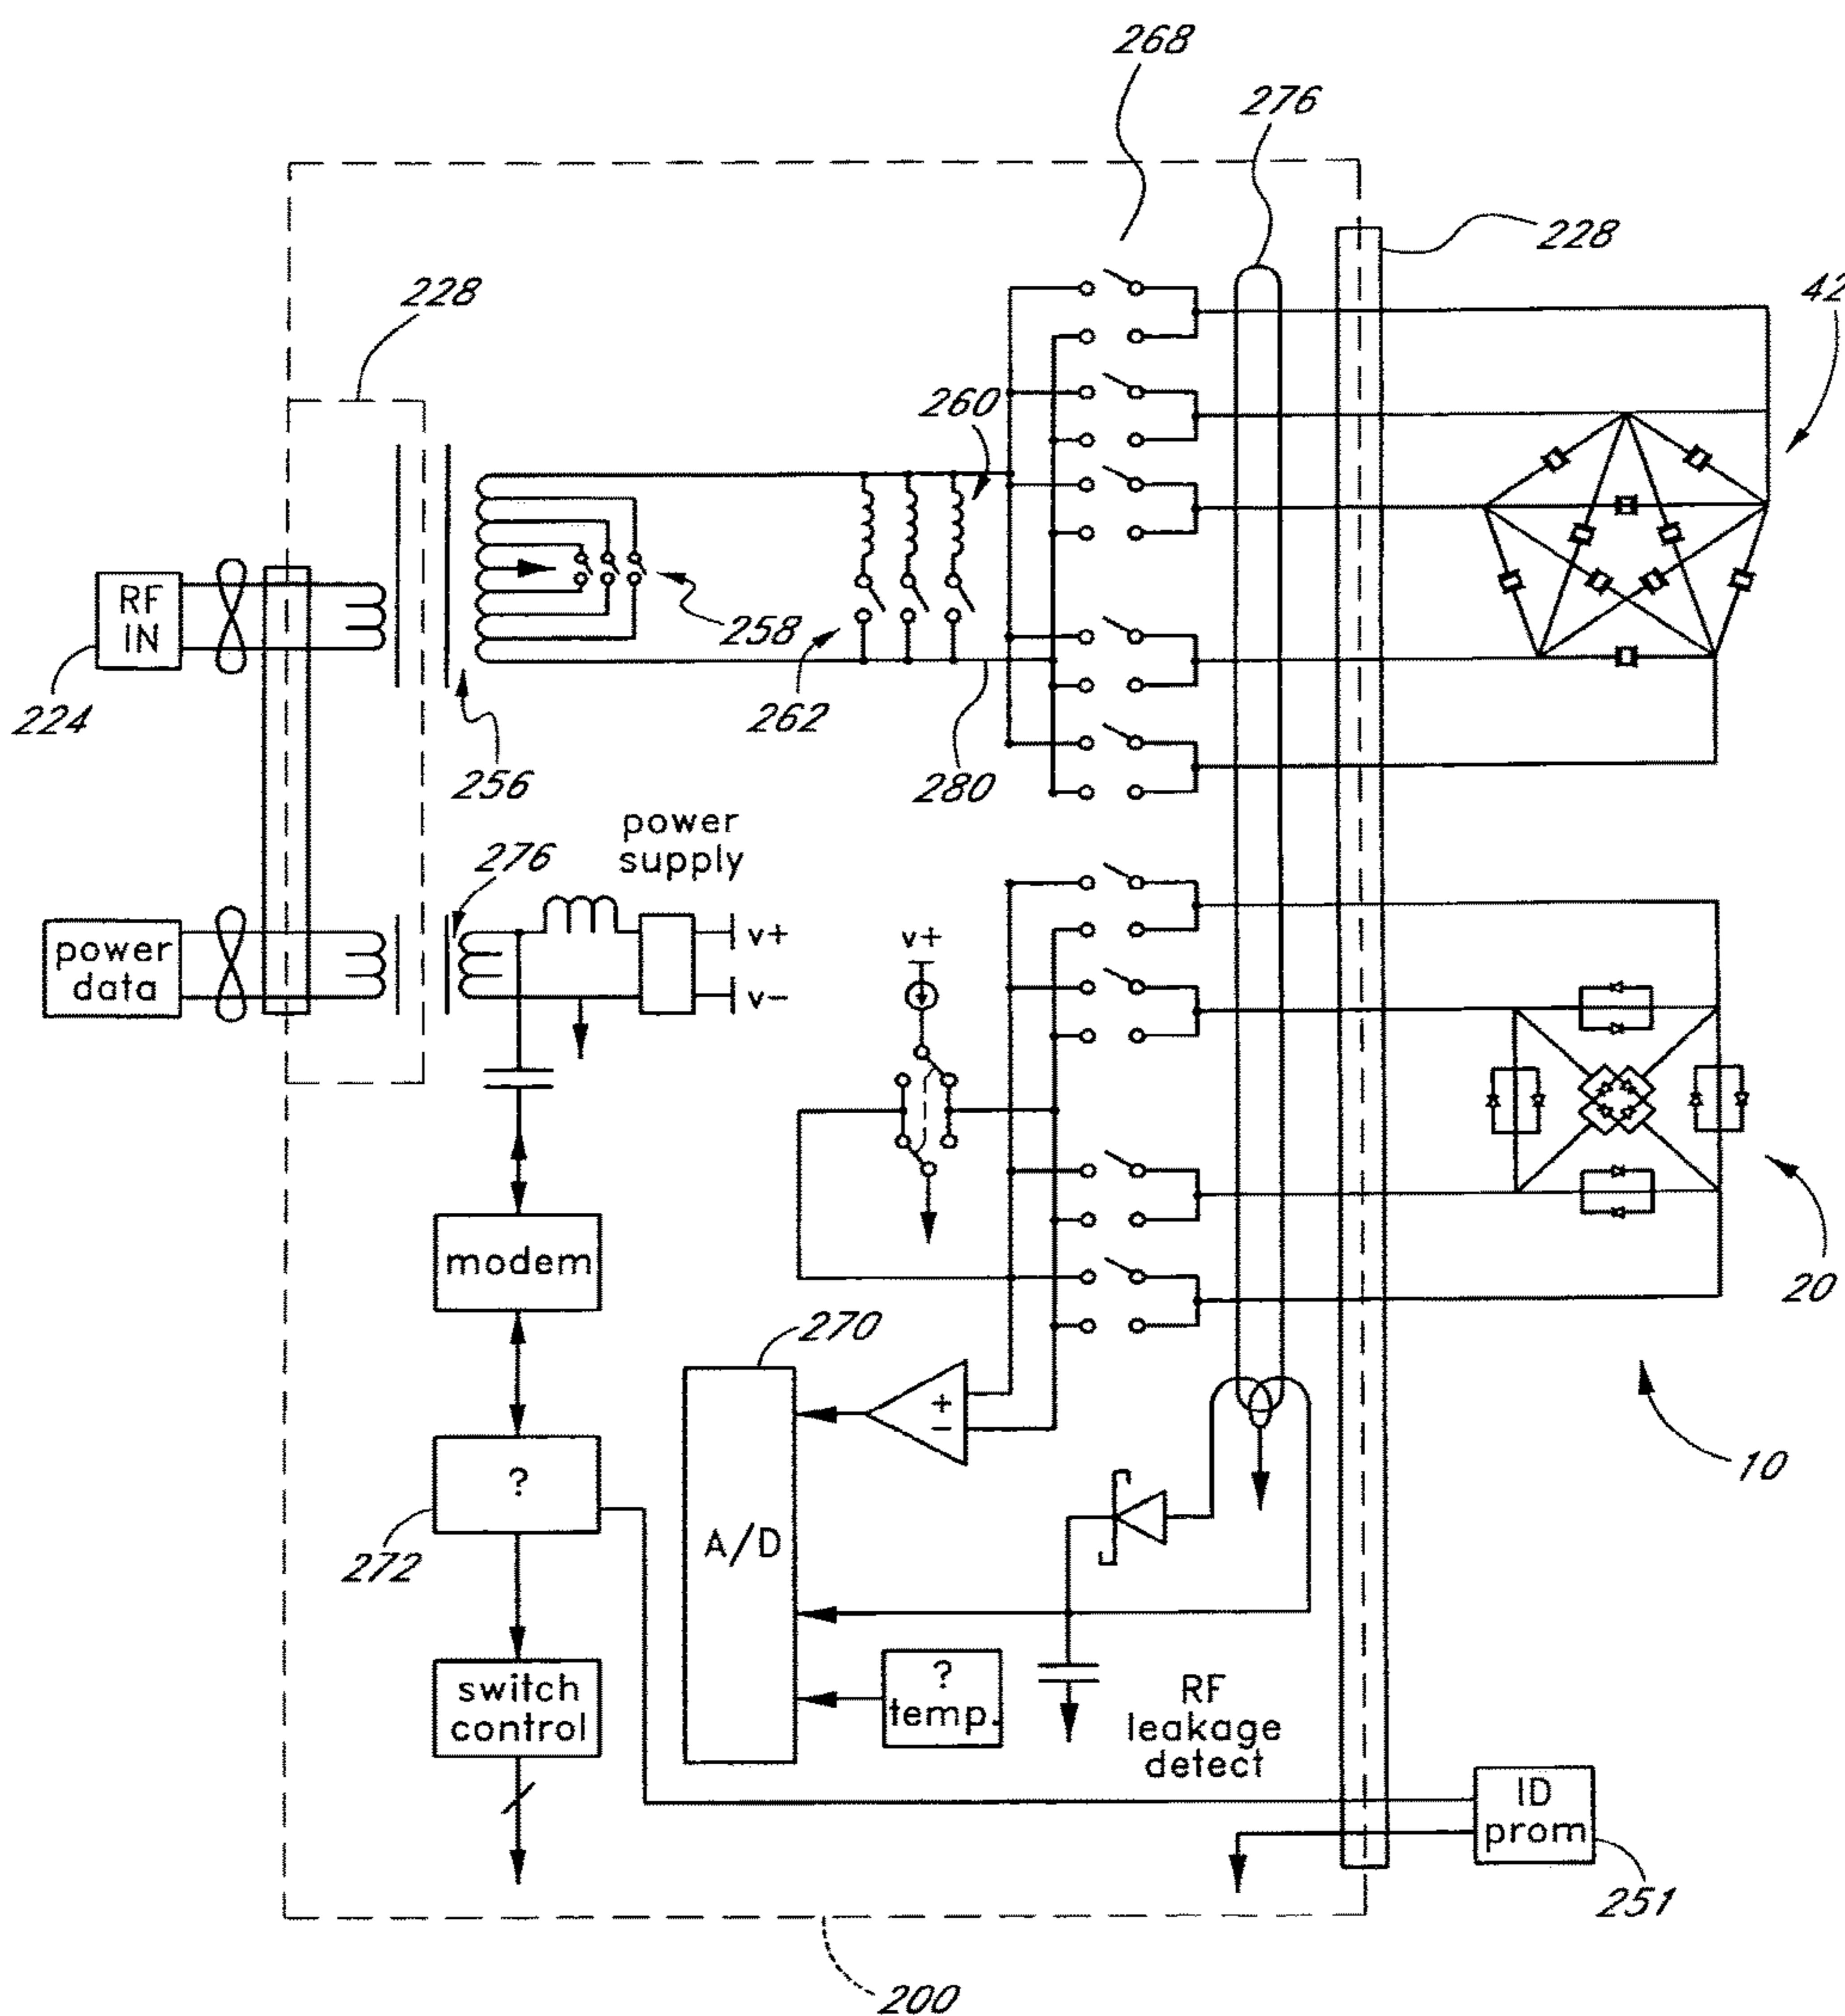 268
276
228
42
228
260
RF
IN
258
224
262
256
280
power
supply
276
power
data
v+
v-
v+
modem
20
270
+
-
10
?
272
A/D
switch
control
?
temp.
RF
leakage
detect
ID
prom
251
200